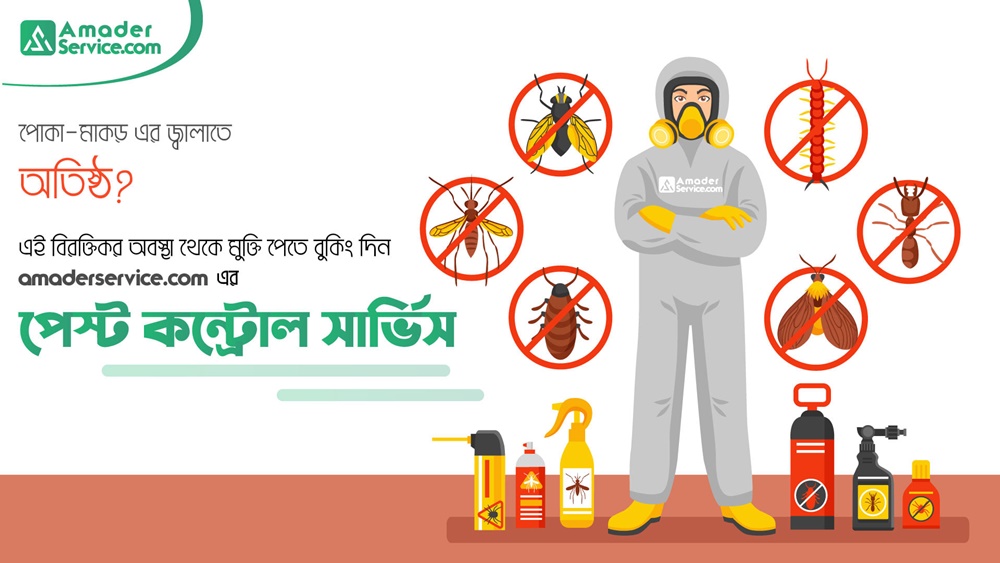 Amader
Service.com
পোকা-মাকড় এর জ্বালাতে
অতিষ্ঠ?
এই বিরক্তিকর অবস্থা থেকে মুক্তি পেতে বুকিং দিন
amaderservice.com এর
পেস্ট কন্ট্রোল সার্ভিস
Amader
Service.com